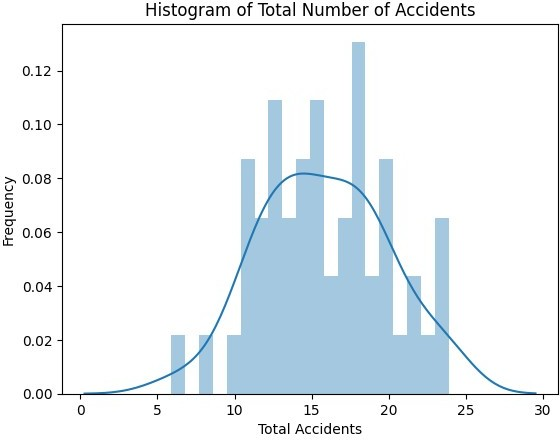 Histogram of Total Number of Accidents
0.12
0.10
0.08
0.06
0.04
0.02
0.00
Frequency
0 5 10 15 20 25 30
Total Accidents